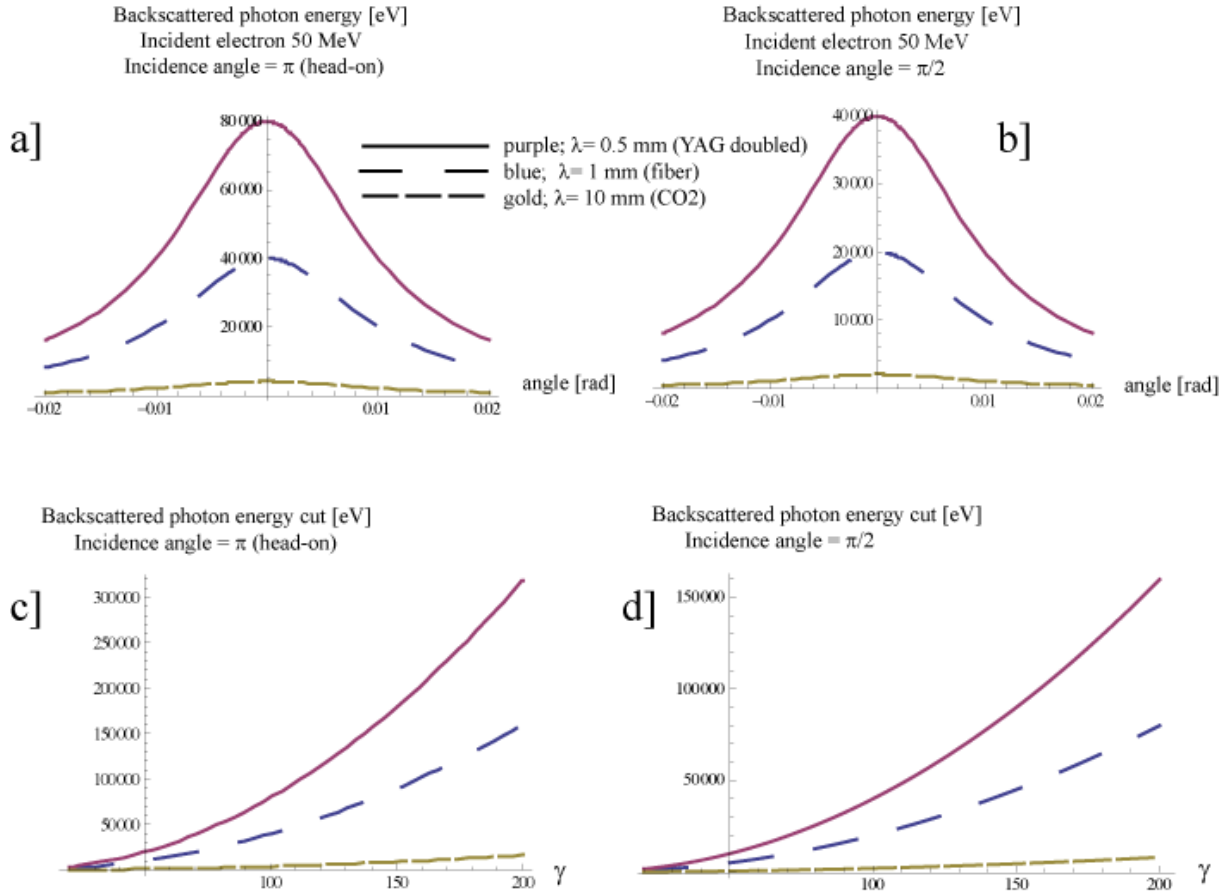 Backscattered photon energy [eV]
Incident electron 50 MeV
Incidence angle = π (head-on)
a]
80000
60000
40000
20000
−0.02
−0.01
0.01
0.02
angle [rad]
purple; λ= 0.5 mm (YAG doubled)
blue; λ= 1 mm (fiber)
gold; λ= 10 mm (CO2)
Backscattered photon energy [eV]
Incident electron 50 MeV
Incidence angle = π/2
b]
40000
30000
20000
10000
−0.02
−0.01
0.01
0.02
angle [rad]
Backscattered photon energy cut [eV]
Incidence angle = π (head-on)
c]
300000
250000
200000
150000
100000
50000
100
150
200
γ
Backscattered photon energy cut [eV]
Incidence angle = π/2
d]
150000
100000
50000
100
150
200
γ